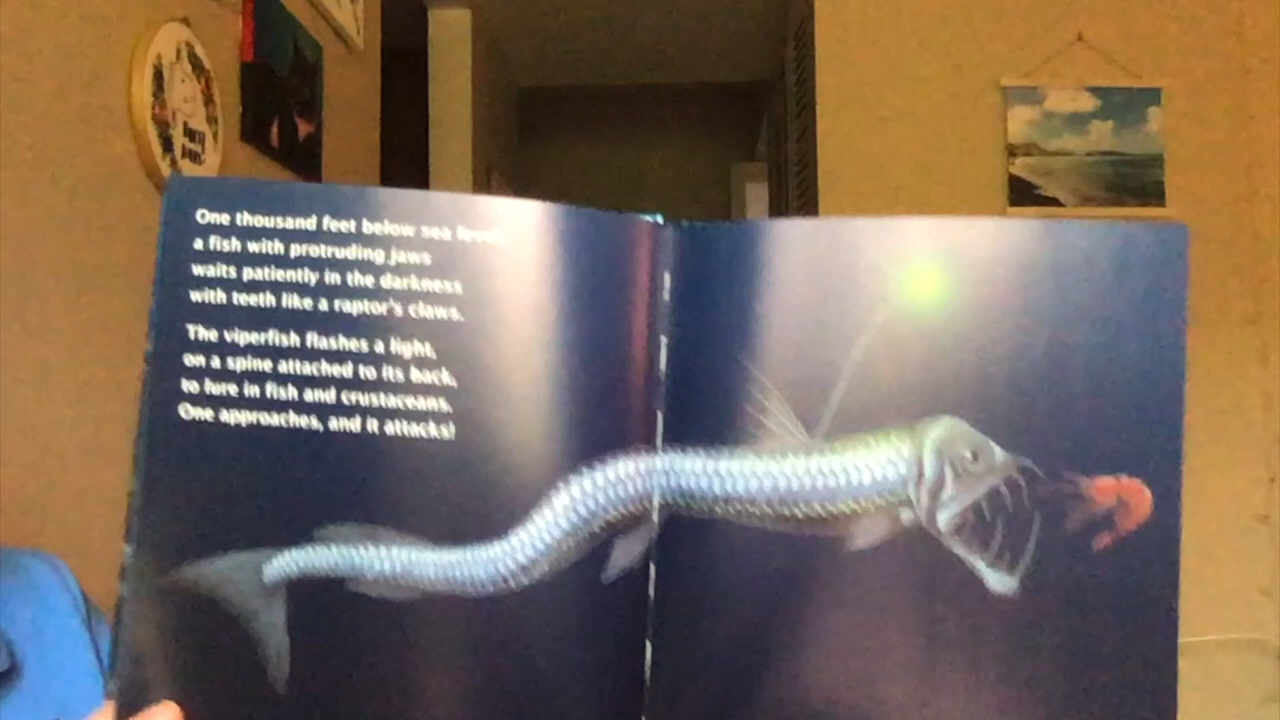 One thousand feet below sea level
a fish with protruding jaws
waits patiently in the darkness
with teeth like a raptor's claws.
The viperfish flashes a light,
on a spine attached to its back,
to lure in fish and crustaceans.
One approaches, and it attacks!